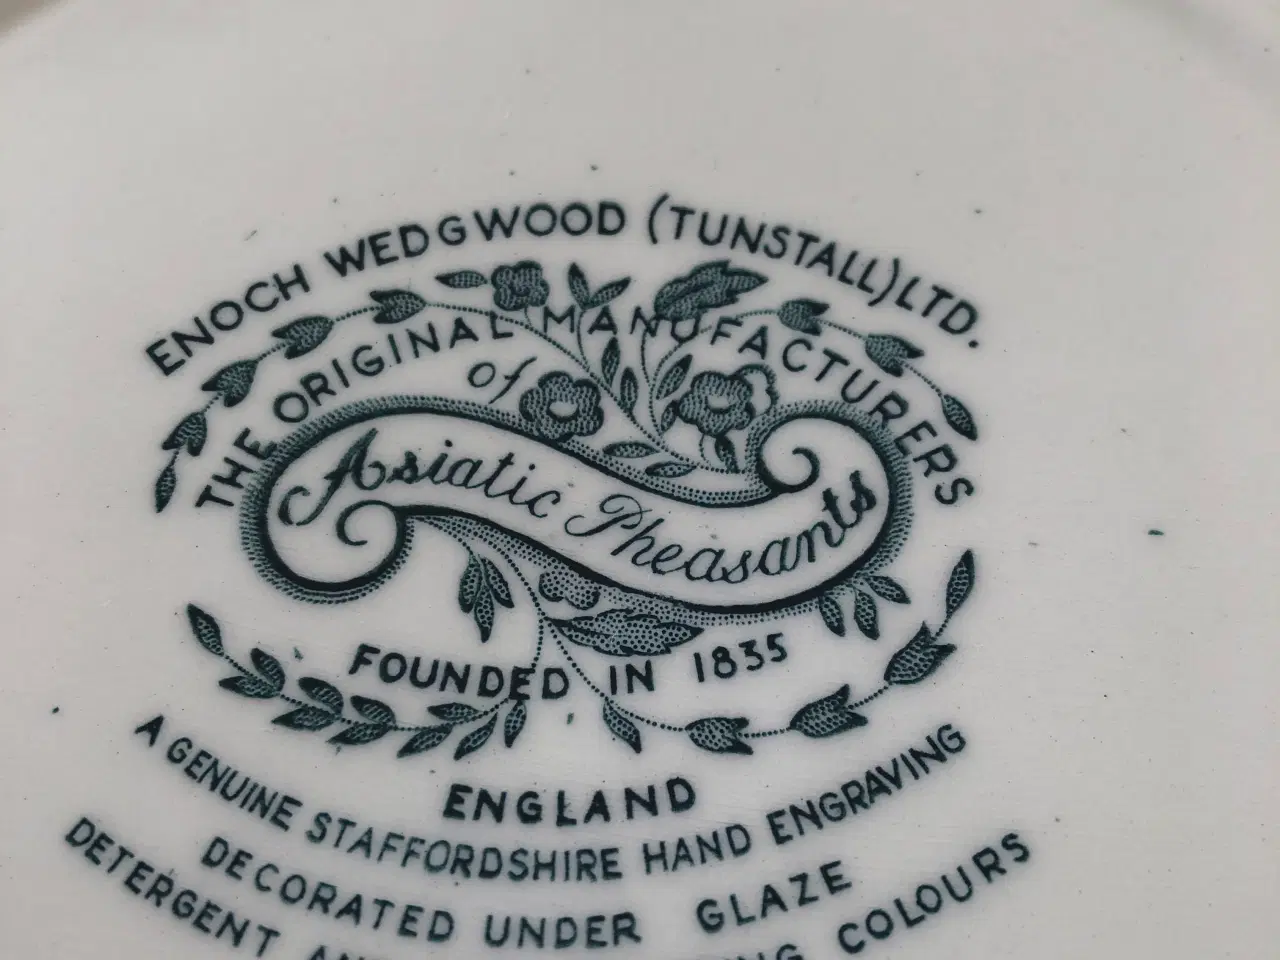 ENOCH WEDGWOOD (TUNSTALL) LTD.
THE ORIGINAL MANUFACTURERS
of
Asiatic Pheasants
FOUNDED IN 1835
ENGLAND
A GENUINE STAFFORDSHIRE HAND ENGRAVING
DECORATED UNDER GLAZE
DETERGENT COLOURS